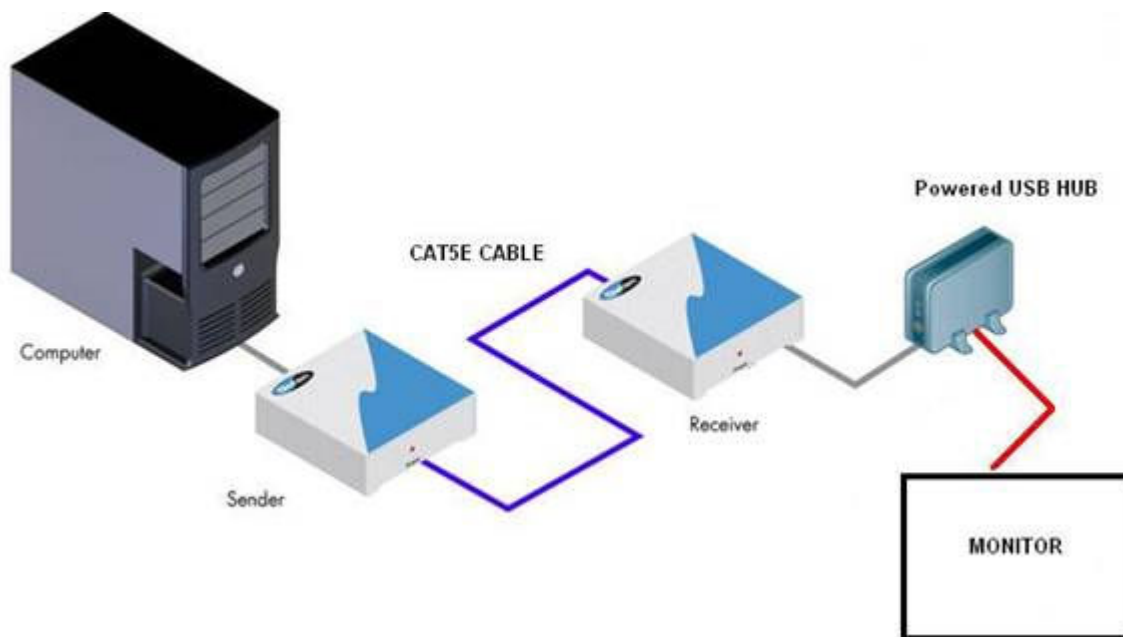 Powered USB HUB
CAT5E CABLE
Computer
Receiver
Sender
MONITOR